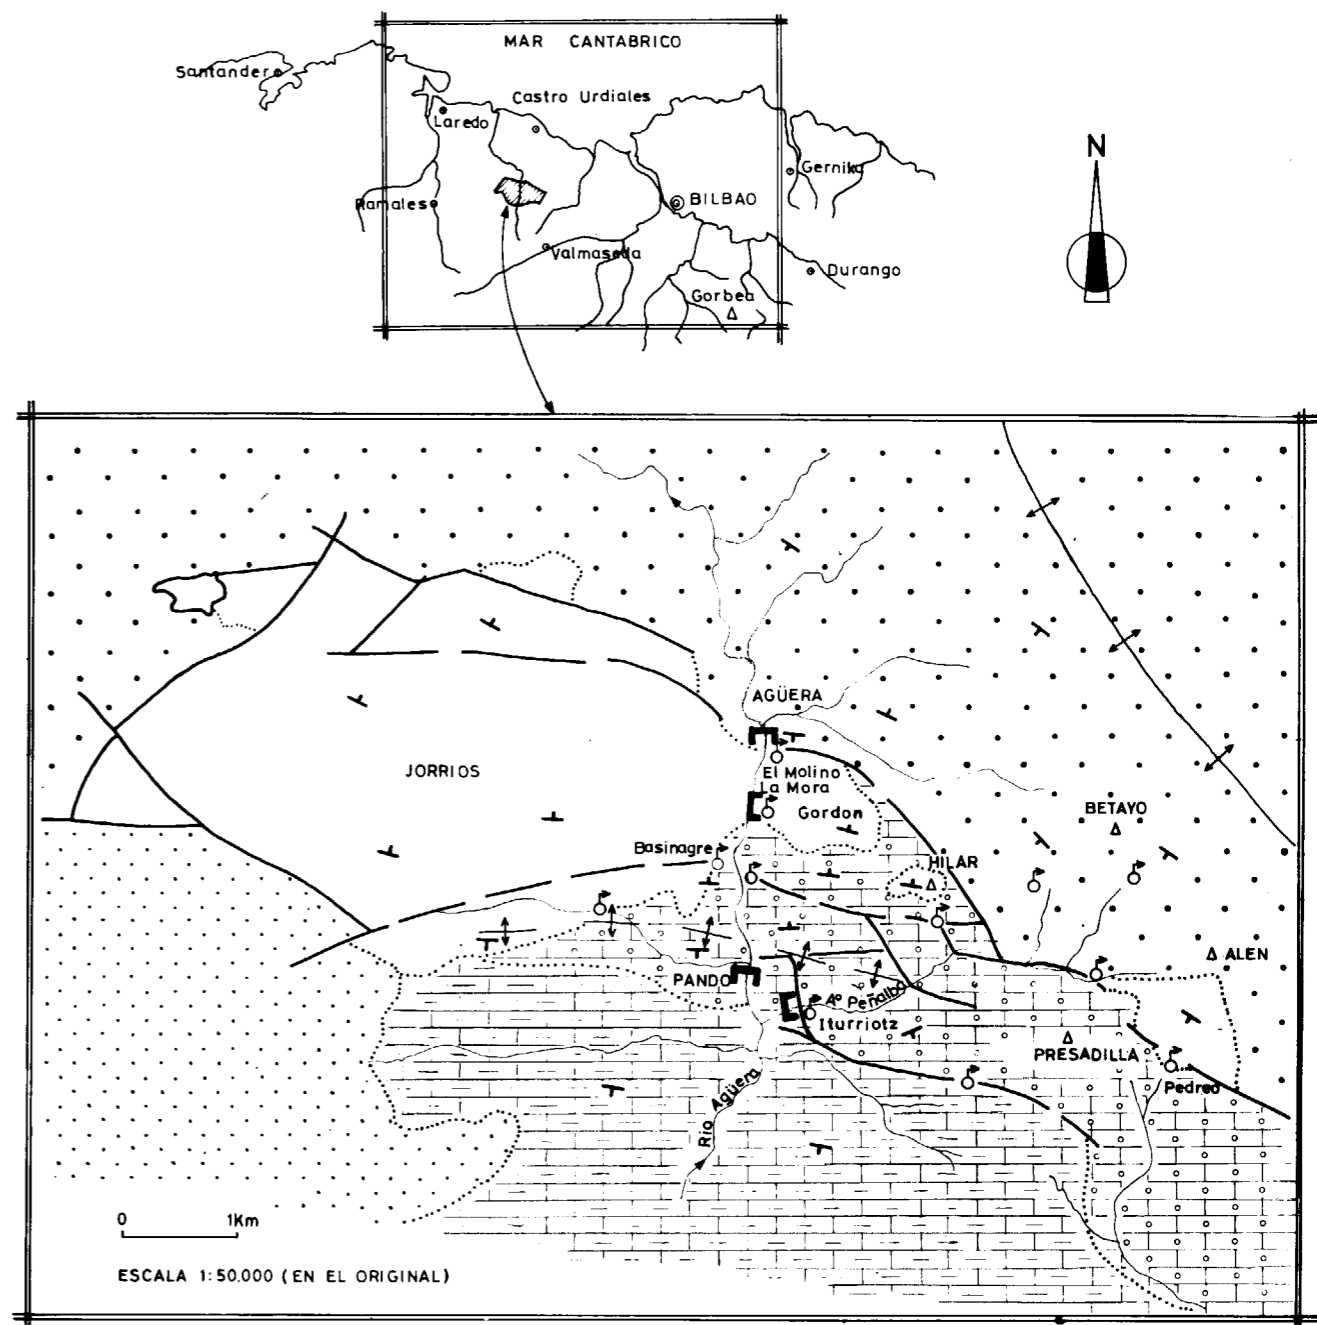 MAR CANTABRICO
Santander
Castro Urdiales
Laredo
N
Gernika
Ramales
BILBAO
Valmaseda
Durango
Gorbea
AGÜERA
JORRIOS
El Molino
La Mora
BETAYO
Gordon
Basinagre
HILAR
ALEN
PANDO
Aº Peñalba
Iturriotz
PRESADILLA
Pedreo
Rio Agüera
0 1Km
ESCALA 1:50.000 (EN EL ORIGINAL)